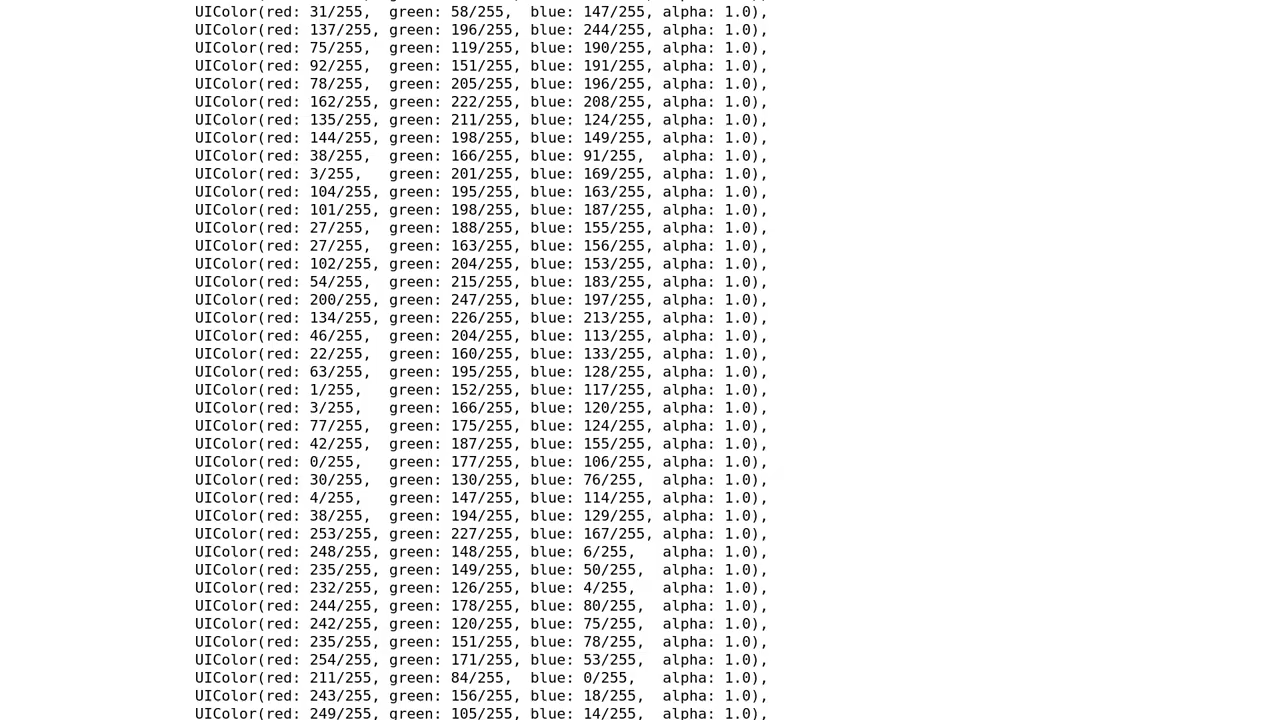 UIColor(red: 31/255,  green: 58/255,  blue: 147/255, alpha: 1.0),
UIColor(red: 137/255, green: 196/255, blue: 244/255, alpha: 1.0),
UIColor(red: 75/255,  green: 119/255, blue: 190/255, alpha: 1.0),
UIColor(red: 92/255,  green: 151/255, blue: 191/255, alpha: 1.0),
UIColor(red: 78/255,  green: 205/255, blue: 196/255, alpha: 1.0),
UIColor(red: 162/255, green: 222/255, blue: 208/255, alpha: 1.0),
UIColor(red: 135/255, green: 211/255, blue: 124/255, alpha: 1.0),
UIColor(red: 144/255, green: 198/255, blue: 149/255, alpha: 1.0),
UIColor(red: 38/255,  green: 166/255, blue: 91/255,  alpha: 1.0),
UIColor(red: 3/255,   green: 201/255, blue: 169/255, alpha: 1.0),
UIColor(red: 104/255, green: 195/255, blue: 163/255, alpha: 1.0),
UIColor(red: 101/255, green: 198/255, blue: 187/255, alpha: 1.0),
UIColor(red: 27/255,  green: 188/255, blue: 155/255, alpha: 1.0),
UIColor(red: 27/255,  green: 163/255, blue: 156/255, alpha: 1.0),
UIColor(red: 102/255, green: 204/255, blue: 153/255, alpha: 1.0),
UIColor(red: 54/255,  green: 215/255, blue: 183/255, alpha: 1.0),
UIColor(red: 200/255, green: 247/255, blue: 197/255, alpha: 1.0),
UIColor(red: 134/255, green: 226/255, blue: 213/255, alpha: 1.0),
UIColor(red: 46/255,  green: 204/255, blue: 113/255, alpha: 1.0),
UIColor(red: 22/255,  green: 160/255, blue: 133/255, alpha: 1.0),
UIColor(red: 63/255,  green: 195/255, blue: 128/255, alpha: 1.0),
UIColor(red: 1/255,   green: 152/255, blue: 117/255, alpha: 1.0),
UIColor(red: 3/255,   green: 166/255, blue: 120/255, alpha: 1.0),
UIColor(red: 77/255,  green: 175/255, blue: 124/255, alpha: 1.0),
UIColor(red: 42/255,  green: 187/255, blue: 155/255, alpha: 1.0),
UIColor(red: 0/255,   green: 177/255, blue: 106/255, alpha: 1.0),
UIColor(red: 30/255,  green: 130/255, blue: 76/255,  alpha: 1.0),
UIColor(red: 4/255,   green: 147/255, blue: 114/255, alpha: 1.0),
UIColor(red: 38/255,  green: 194/255, blue: 129/255, alpha: 1.0),
UIColor(red: 253/255, green: 227/255, blue: 167/255, alpha: 1.0),
UIColor(red: 248/255, green: 148/255, blue: 6/255,   alpha: 1.0),
UIColor(red: 235/255, green: 149/255, blue: 50/255,  alpha: 1.0),
UIColor(red: 232/255, green: 126/255, blue: 4/255,   alpha: 1.0),
UIColor(red: 244/255, green: 178/255, blue: 80/255,  alpha: 1.0),
UIColor(red: 242/255, green: 120/255, blue: 75/255,  alpha: 1.0),
UIColor(red: 235/255, green: 151/255, blue: 78/255,  alpha: 1.0),
UIColor(red: 254/255, green: 171/255, blue: 53/255,  alpha: 1.0),
UIColor(red: 211/255, green: 84/255,  blue: 0/255,   alpha: 1.0),
UIColor(red: 243/255, green: 156/255, blue: 18/255,  alpha: 1.0),
UIColor(red: 249/255, green: 105/255, blue: 14/255,  alpha: 1.0),